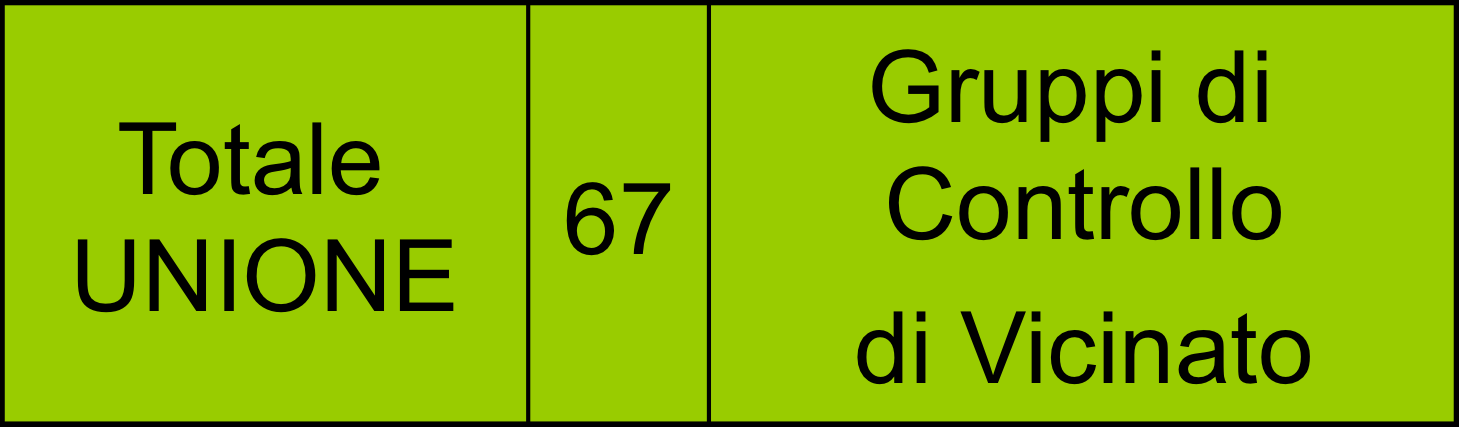 Totale
UNIONE
67
Gruppi di
Controllo
di Vicinato